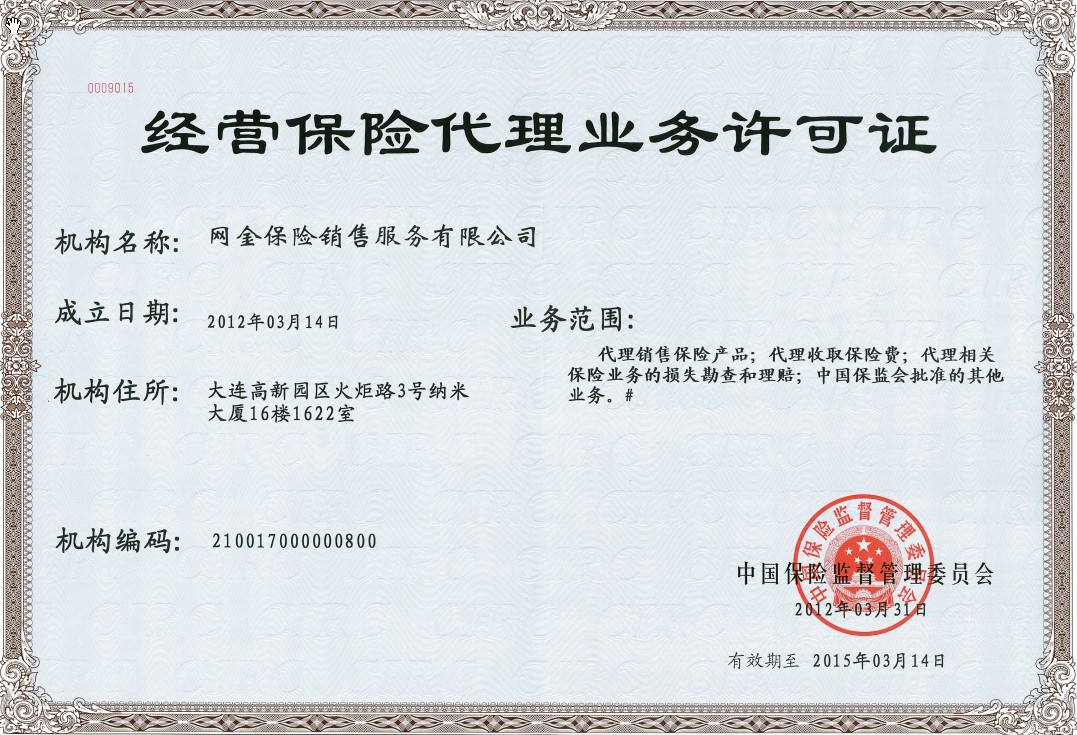 0009015
经营保险代理业务许可证
机构名称: 网金保险销售服务有限公司
成立日期: 2012年03月14日
业务范围:
代理销售保险产品；代理收取保险费；代理相关
保险业务的损失勘查和理赔；中国保监会批准的其他
业务。#
机构住所: 大连高新园区火炬路3号纳米
大厦16楼1622室
机构编码: 210017000000800
中国保险监督管理委员会
中国保险监督管理委员会
2012年03月31日
有效期至 2015年03月14日